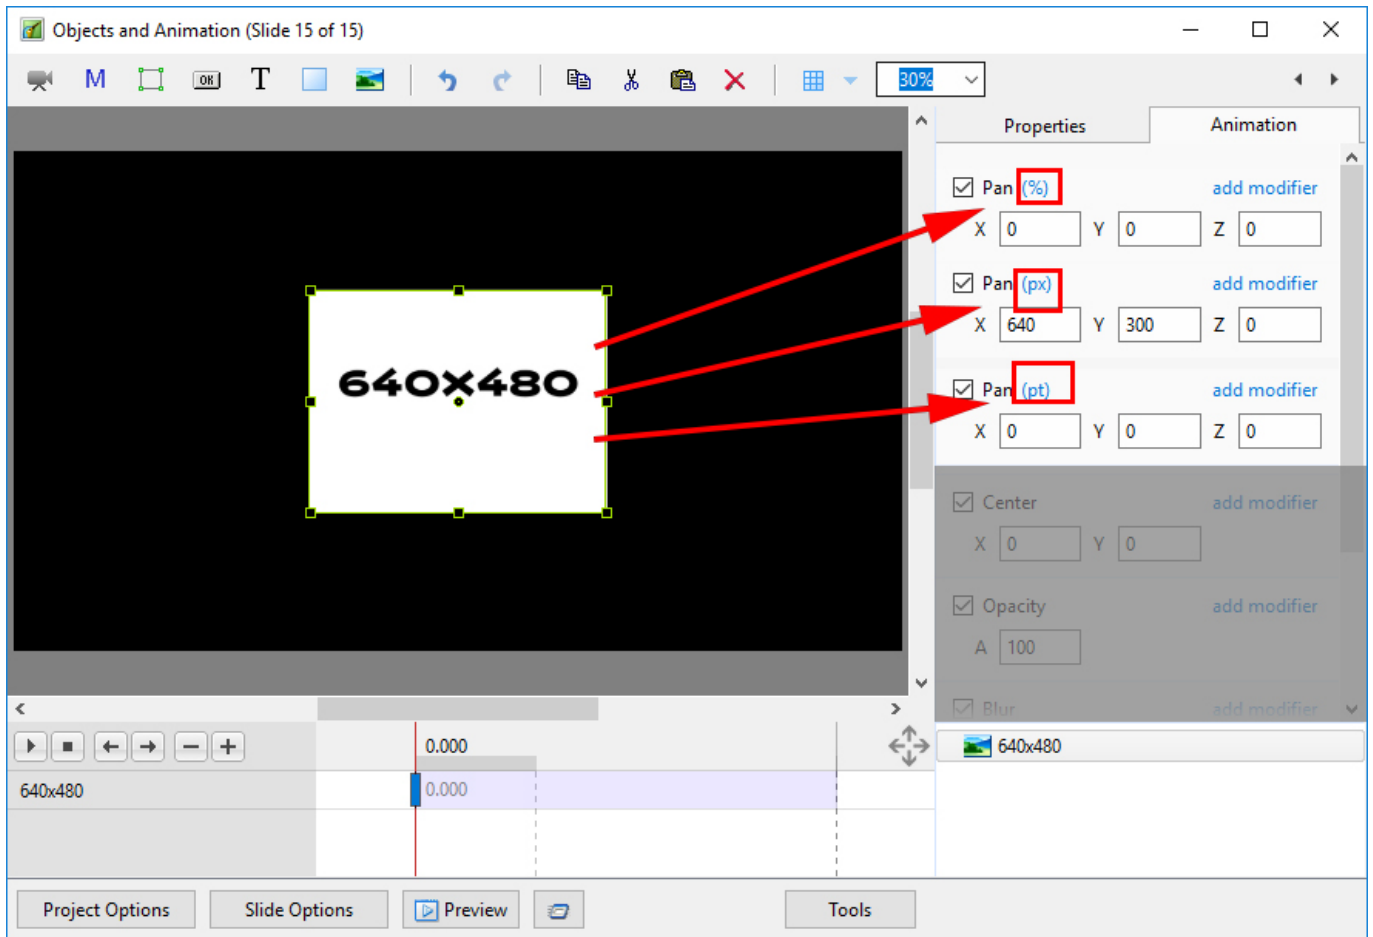 Objects and Animation (Slide 15 of 15)
M OK T 30%
Properties Animation
Pan (%) add modifier
X 0 Y 0 Z 0
Pan (px) add modifier
X 640 Y 300 Z 0
640x480
Pan (pt) add modifier
X 0 Y 0 Z 0
Center add modifier
X 0 Y 0
Opacity add modifier
A 100
Blur add modifier
0.000
640x480
640x480
0.000
Project Options Slide Options Preview Tools